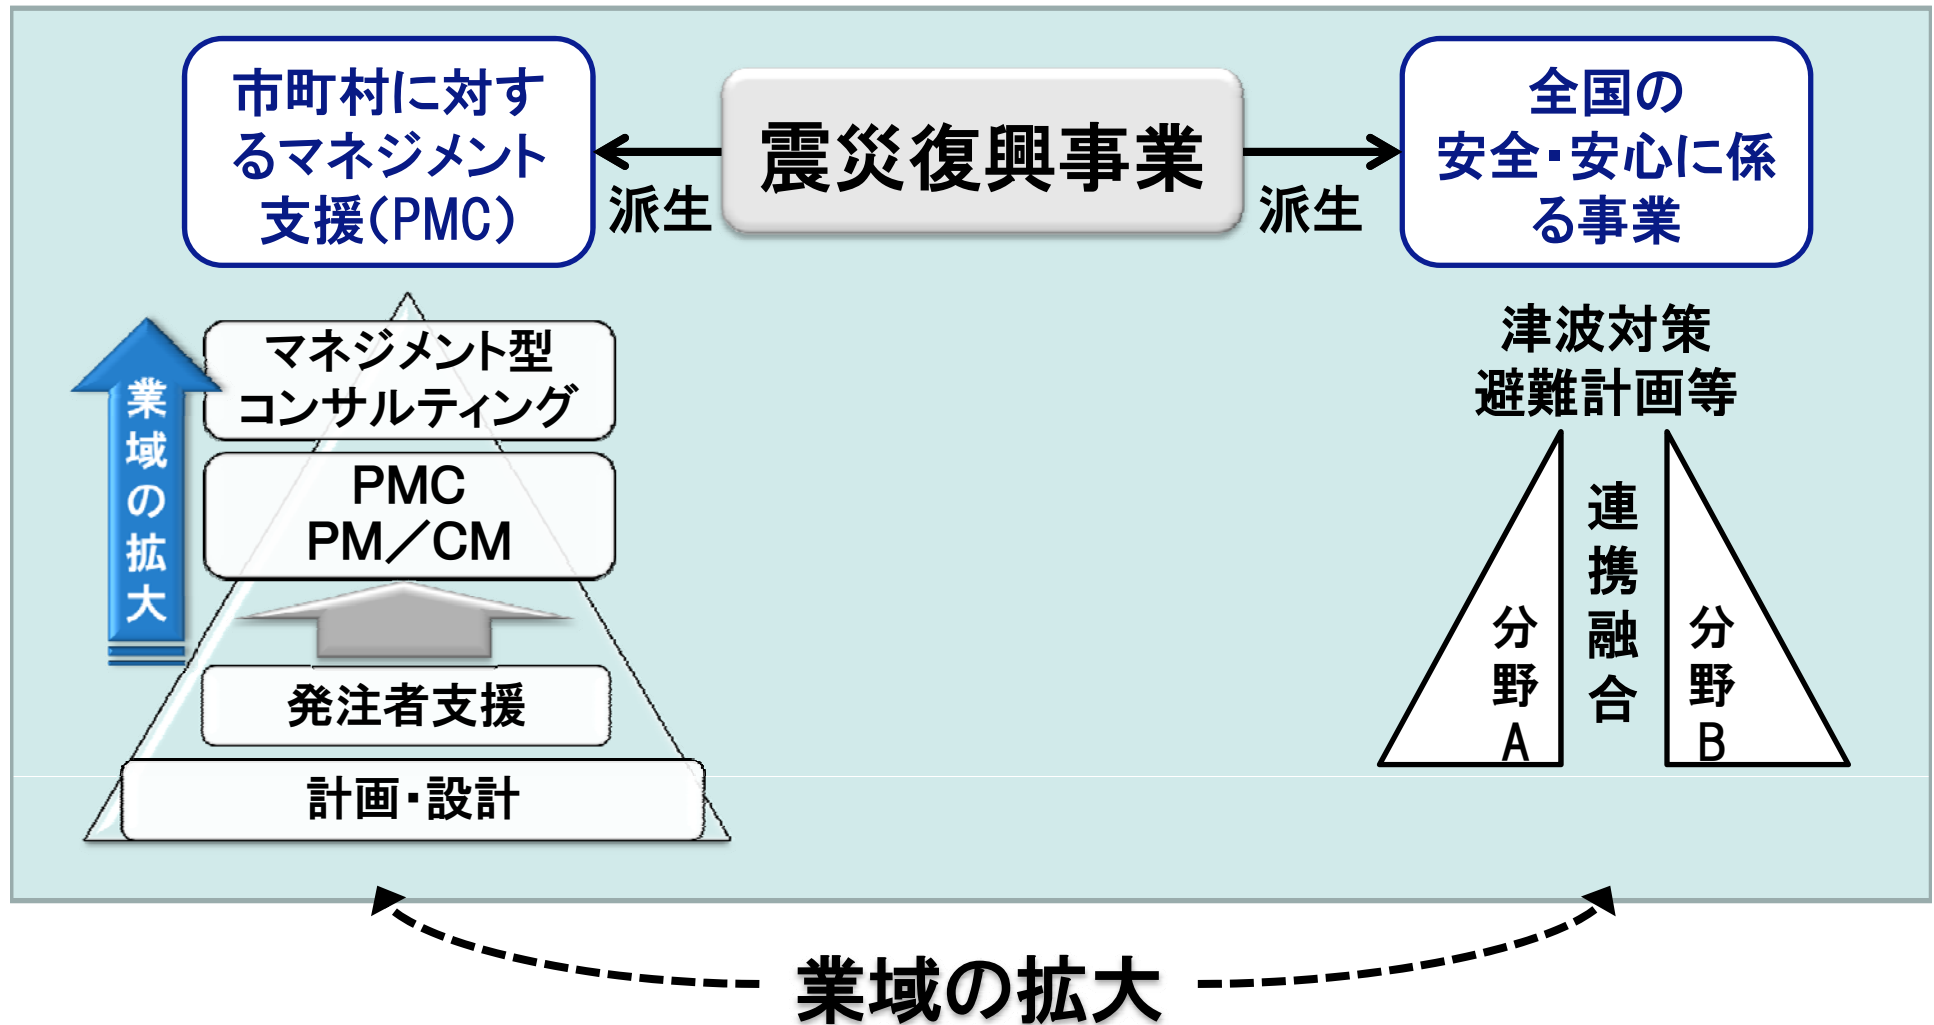 市町村に対す
るマネジメント
支援(PMC)
派生
震災復興事業
派生
全国の
安全・安心に係
る事業
業域の拡大
マネジメント型
コンサルティング
PMC
PM／CM
発注者支援
計画・設計
津波対策
避難計画等
分野A
連携融合
分野B
業域の拡大